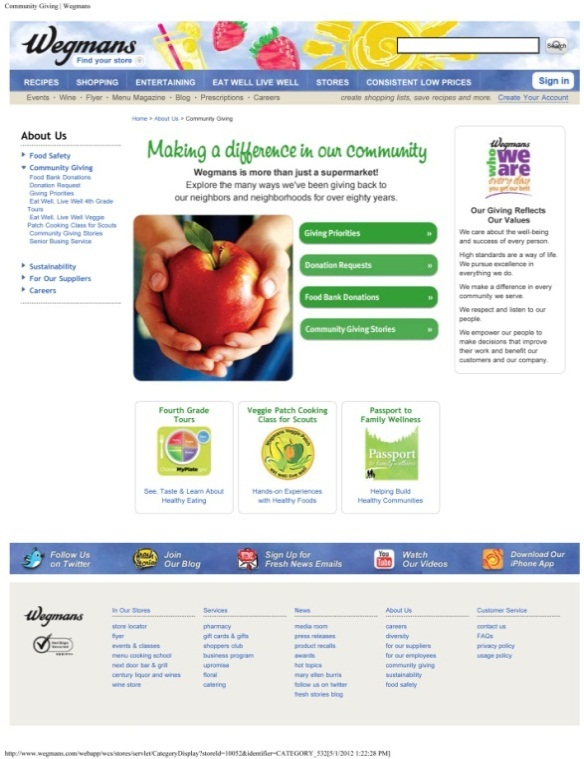 Community Giving | Wegmans
Wegmans
Find your store
Search
RECIPES SHOPPING ENTERTAINING EAT WELL LIVE WELL STORES CONSISTENT LOW PRICES Sign in
Events · Wine · Flyer · Menu Magazine · Blog · Prescriptions · Careers create shopping lists, save recipes and more. Create Your Account
Home > About Us > Community Giving
About Us
Food Safety
Community Giving
Food Bank Donations
Donation Request
Giving Priorities
Eat Well. Live Well 4th Grade
Tours
Eat Well. Live Well Veggie
Patch Cooking Class for Scouts
Community Giving Stories
Senior Busing Service
Sustainability
For Our Suppliers
Careers
Making a difference in our community
Wegmans is more than just a supermarket!
Explore the many ways we've been giving back to
our neighbors and neighborhoods for over eighty years.
Giving Priorities »
Donation Requests »
Food Bank Donations »
Community Giving Stories »
Wegmans
who
we
are
every day
you get our best
Our Giving Reflects
Our Values
We care about the well-being
and success of every person.
High standards are a way of life.
We pursue excellence in
everything we do.
We make a difference in every
community we serve.
We respect and listen to our
people.
We empower our people to
make decisions that improve
their work and benefit our
customers and our company.
Fourth Grade
Tours
ChooseMyPlate
See, Taste & Learn About
Healthy Eating
Veggie Patch Cooking
Class for Scouts
Hands-on Experiences
with Healthy Foods
Passport to
Family Wellness
Passport
to family wellness
Helping Build
Healthy Communities
Follow Us
on Twitter
Join
Our Blog
Sign Up for
Fresh News Emails
You
Tube
Watch
Our Videos
Download Our
iPhone App
Wegmans
In Our Stores
store locator
flyer
events & classes
menu cooking school
next door bar & grill
century liquor and wines
wine store
Services
pharmacy
gift cards & gifts
shoppers club
business program
upromise
floral
catering
News
media room
press releases
product recalls
awards
hot topics
mary ellen burris
follow us on twitter
fresh stories blog
About Us
careers
diversity
for our suppliers
for our employees
community giving
sustainability
food safety
Customer Service
contact us
FAQs
privacy policy
usage policy
http://www.wegmans.com/webapp/wcs/stores/servlet/CategoryDisplay?storeId=10052&identifier=CATEGORY_532[5/1/2012 1:22:28 PM]